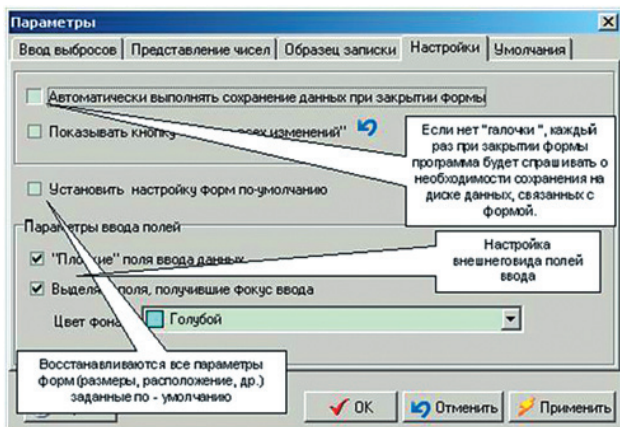 Параметры
Ввод выбросов Представление чисел Образец записки Настройки Умолчания
Автоматически выполнять сохранение данных при закрытии формы
Показывать кнопку всех изменений"
Если нет "галочки ", каждый
раз при закрытии формы
программа будет спрашивать о
необходимости сохранения на
диске данных, связанных с
формой.
Установить настройку форм по-умолчанию
Параметры ввода полей
"Пло кие" поля ввода данных
Настройка
внешнеговида полей
ввода
Выделя поля, получившие фокус ввода
Цвет фона Голубой
Восстанавливаются все параметры
форм (размеры, расположение, др.)
заданные по - умолчанию
OK Отменить Применить